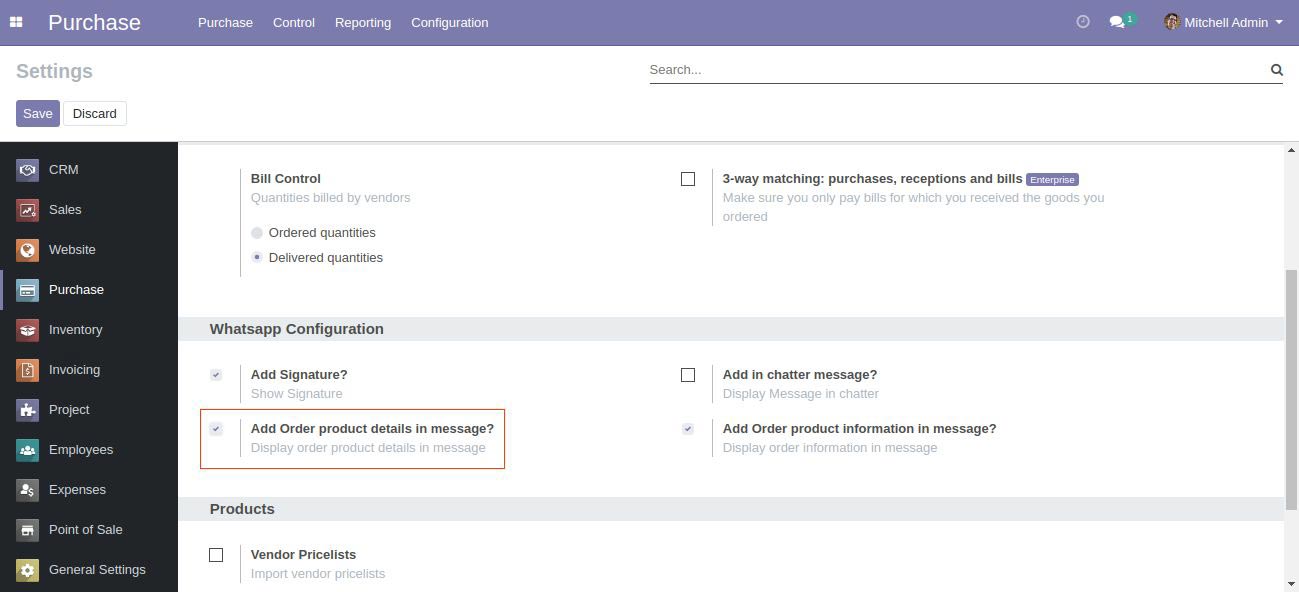 Purchase
Purchase Control Reporting Configuration
1
Mitchell Admin
Settings
Search...
Save Discard
CRM
Sales
Website
Purchase
Inventory
Invoicing
Project
Employees
Expenses
Point of Sale
General Settings
Bill Control
Quantities billed by vendors
Ordered quantities
Delivered quantities
3-way matching: purchases, receptions and bills Enterprise
Make sure you only pay bills for which you received the goods you
ordered
Whatsapp Configuration
Add Signature?
Show Signature
Add in chatter message?
Display Message in chatter
Add Order product details in message?
Display order product details in message
Add Order product information in message?
Display order information in message
Products
Vendor Pricelists
Import vendor pricelists